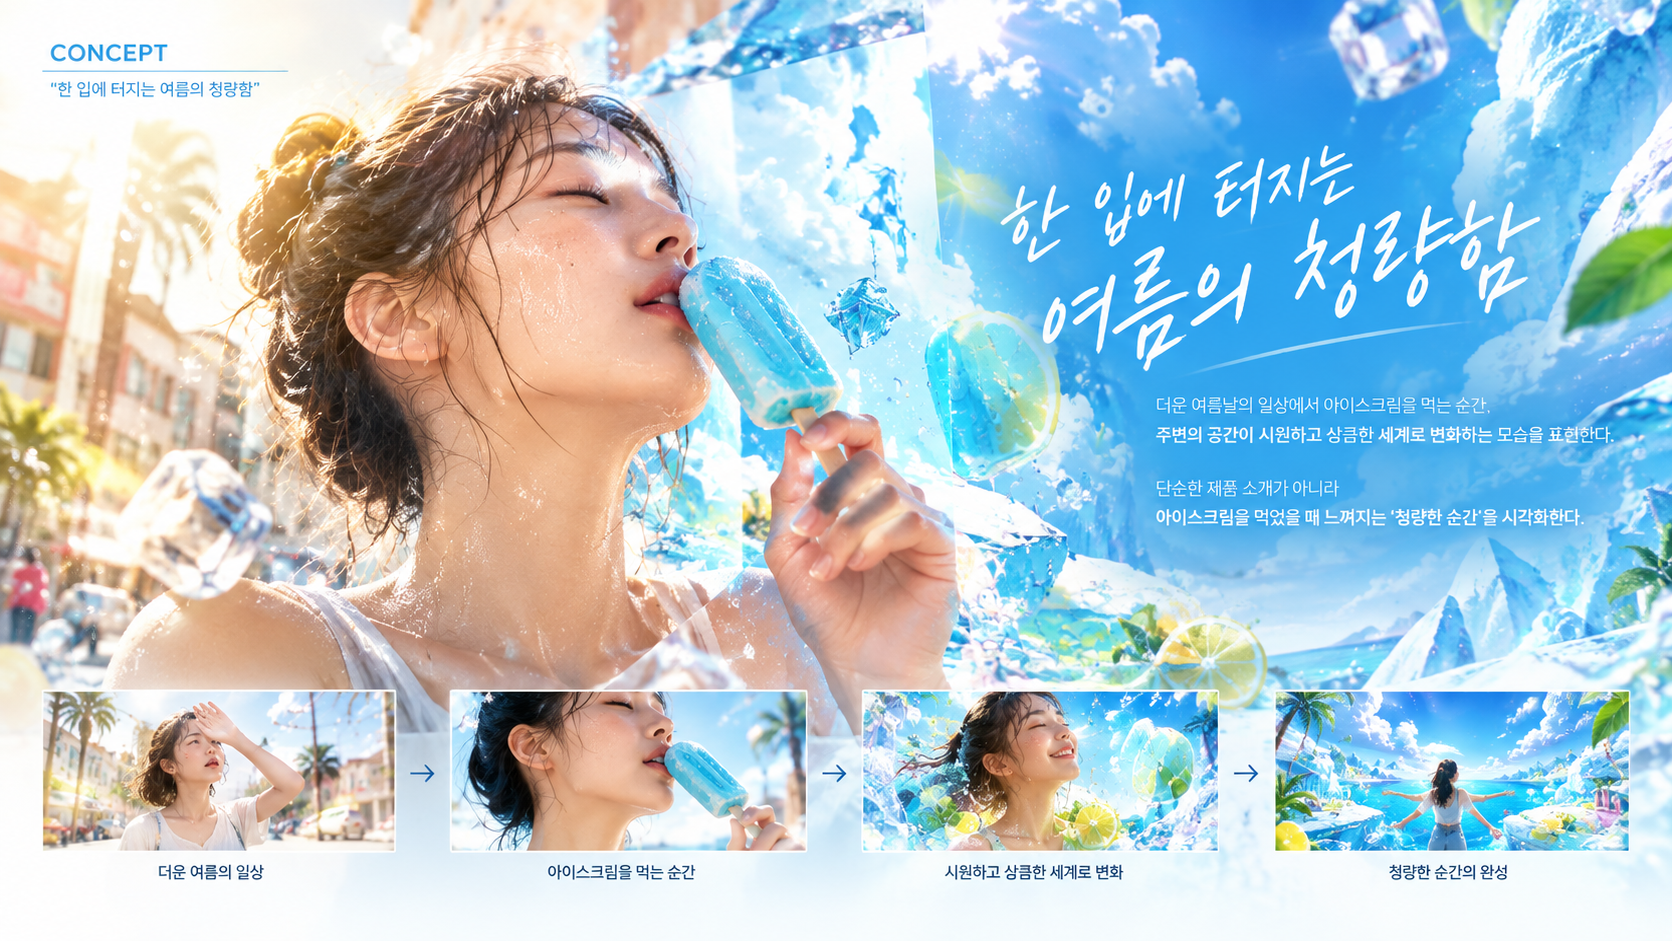 CONCEPT
"한 입에 터지는 여름의 청량함"
한 입에 터지는
여름의 청량함
더운 여름날의 일상에서 아이스크림을 먹는 순간,
주변의 공간이 시원하고 상큼한 세계로 변화하는 모습을 표현한다.
단순한 제품 소개가 아니라
아이스크림을 먹었을 때 느껴지는 '청량한 순간'을 시각화한다.
더운 여름의 일상
→
아이스크림을 먹는 순간
→
시원하고 상큼한 세계로 변화
→
청량한 순간의 완성